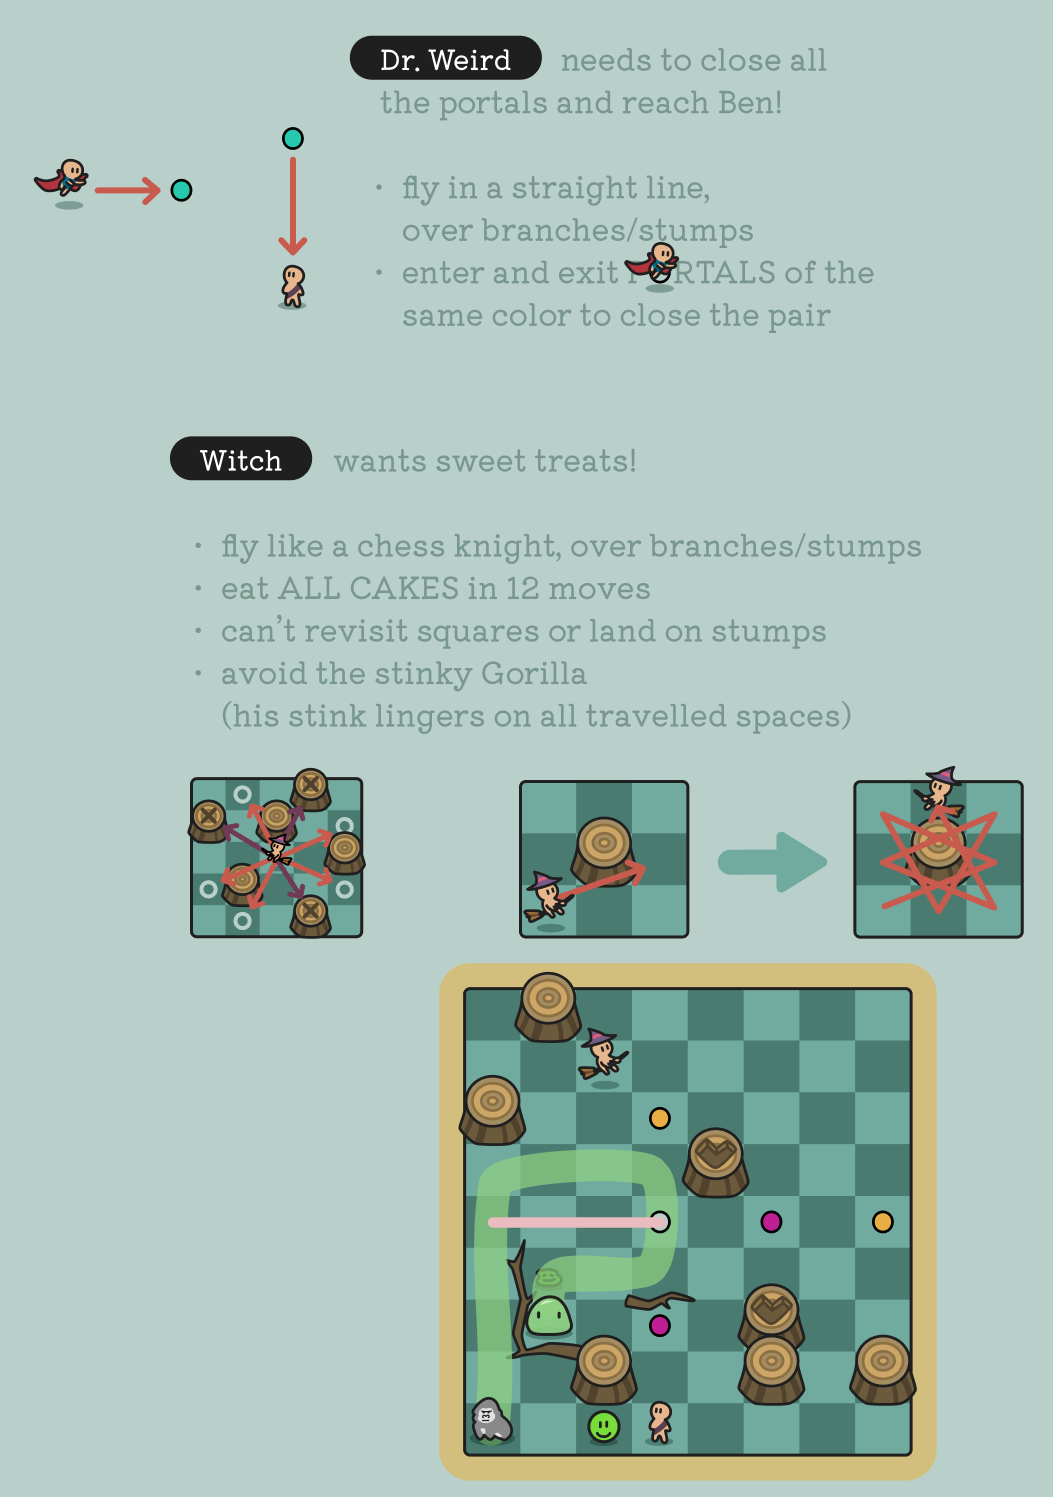 Dr. Weird needs to close all
the portals and reach Ben!
• fly in a straight line,
over branches/stumps
• enter and exit PORTALS of the
same color to close the pair
Witch wants sweet treats!
• fly like a chess knight, over branches/stumps
• eat ALL CAKES in 12 moves
• can’t revisit squares or land on stumps
• avoid the stinky Gorilla
(his stink lingers on all travelled spaces)